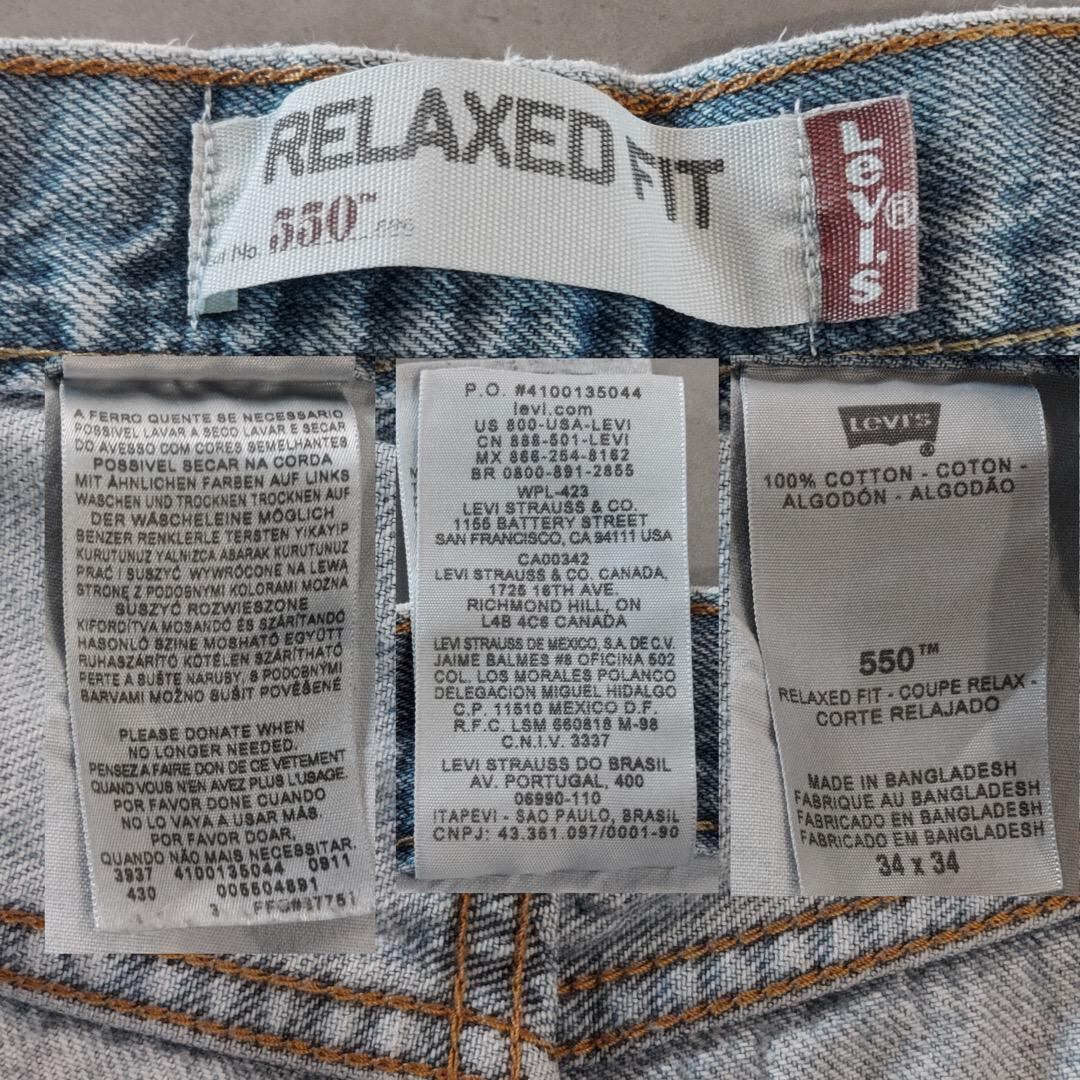 RELAXED FIT
550™
Levi's®
A FERRO QUENTE SE NECESSARIO
POSSIVEL LAVAR A SECO LAVAR E SECAR
DO AVESSO COM CORES SEMELHANTES
POSSIVEL SECAR NA CORDA
MIT ÄHNLICHEN FARBEN AUF LINKS
WASCHEN UND TROCKNEN TROCKNEN AUF
DER WÄSCHELEINE MÖGLICH
BENZER RENKLERLE TERSTEN YIKAYIP
KURUTUNUZ YALNIZCA ASARAK KURUTUNUZ
PRAĆ I SUSZYĆ WYWRÓCONE NA LEWA
STRONĘ Z PODOBNYMI KOLORAMI MOŻNA
SUSZYĆ ROZWIESZONE
KIFORDÍTVA MOSANDÓ ÉS SZÁRÍTANDÓ
HASONLÓ SZINE MOSHATÓ EGYÜTT
RUHASZÁRÍTÓ KÖTÉLEN SZÁRÍTHATÓ
PERTE A SUŠTE NARUBY, S PODOBNÝMI
BARVAMI MOŽNO SUŠIT POVĚŠENÉ
PLEASE DONATE WHEN
NO LONGER NEEDED.
PENSEZ A FAIRE DON DE CE VETEMENT
QUAND VOUS N'EN AVEZ PLUS L'USAGE.
POR FAVOR DONE CUANDO
NO LO VAYA A USAR MÁS.
POR FAVOR DOAR,
QUANDO NÃO MAIS NECESSITAR.
3937 4100135044 0911
430 005504891
P.O. #4100135044
levi.com
US 800-USA-LEVI
CN 888-501-LEVI
MX 866-254-8162
BR 0800-891-2855
WPL-423
LEVI STRAUSS & CO.
1155 BATTERY STREET
SAN FRANCISCO, CA 94111 USA
CA00342
LEVI STRAUSS & CO. CANADA,
1725 16TH AVE.
RICHMOND HILL, ON
L4B 4C6 CANADA
LEVI STRAUSS DE MEXICO, S.A. DE C.V.
JAIME BALMES #8 OFICINA 502
COL. LOS MORALES POLANCO
DELEGACION MIGUEL HIDALGO
C.P. 11510 MEXICO D.F.
R.F.C. LSM 660818 M-98
C.N.I.V. 3337
LEVI STRAUSS DO BRASIL
AV. PORTUGAL, 400
06990-110
ITAPEVI - SAO PAULO, BRASIL
CNPJ: 43.351.097/0001-90
Levi's®
100% COTTON - COTON -
ALGODÓN - ALGODÃO
550™
RELAXED FIT - COUPE RELAX -
CORTE RELAJADO
MADE IN BANGLADESH
FABRIQUE AU BANGLADESH
FABRICADO EN BANGLADESH
FABRICADO EM BANGLADESH
34 x 34